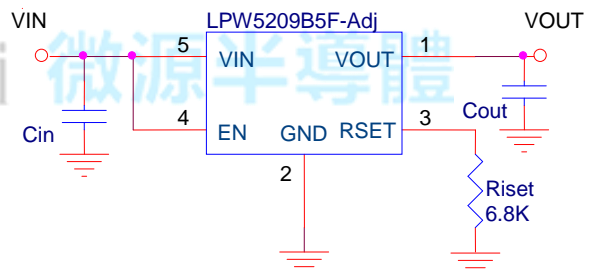 LPW5209B5F-Adj
VIN
VOUT
5
VIN
VOUT
1
微源半導體
Cin
4
EN
GND
RSET
3
Cout
2
Riset
6.8K